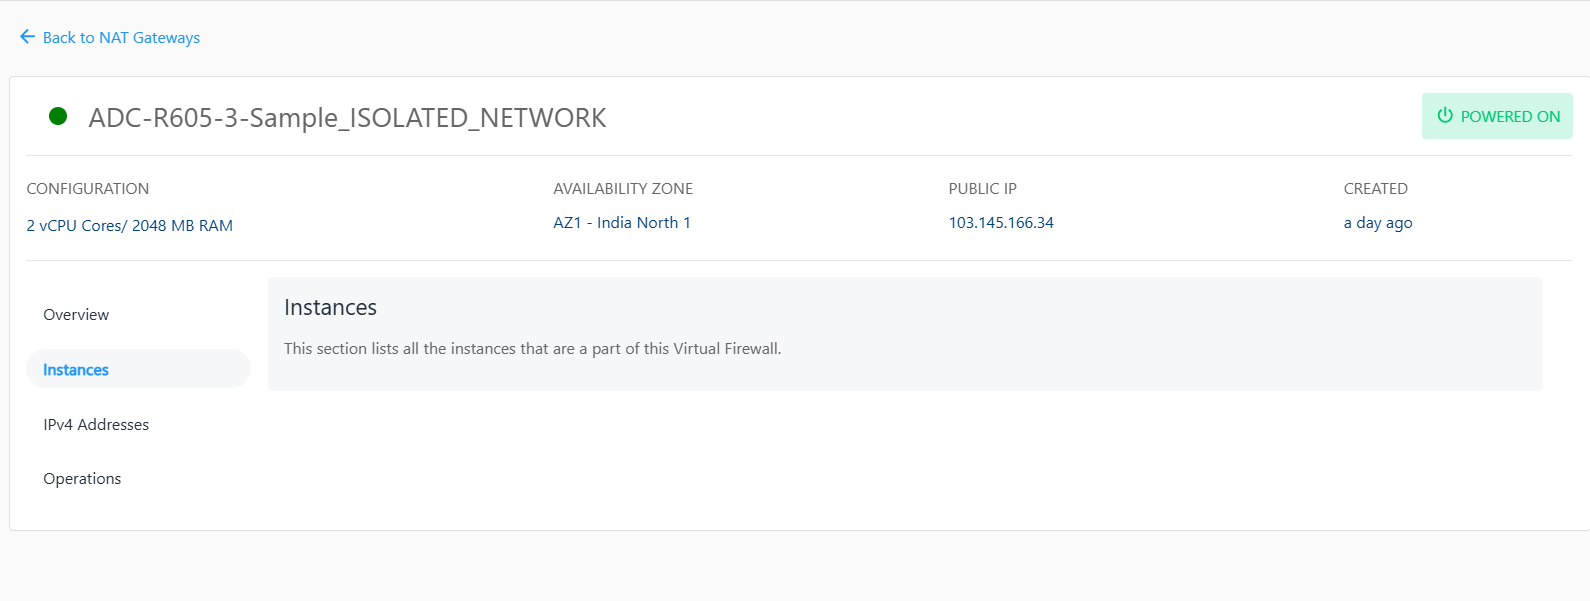 Back to NAT Gateways
ADC-R605-3-Sample_ISOLATED_NETWORK
POWERED ON
CONFIGURATION
AVAILABILITY ZONE
PUBLIC IP
CREATED
2 vCPU Cores/ 2048 MB RAM
AZ1 - India North 1
103.145.166.34
a day ago
Overview
Instances
IPv4 Addresses
Operations
Instances
This section lists all the instances that are a part of this Virtual Firewall.